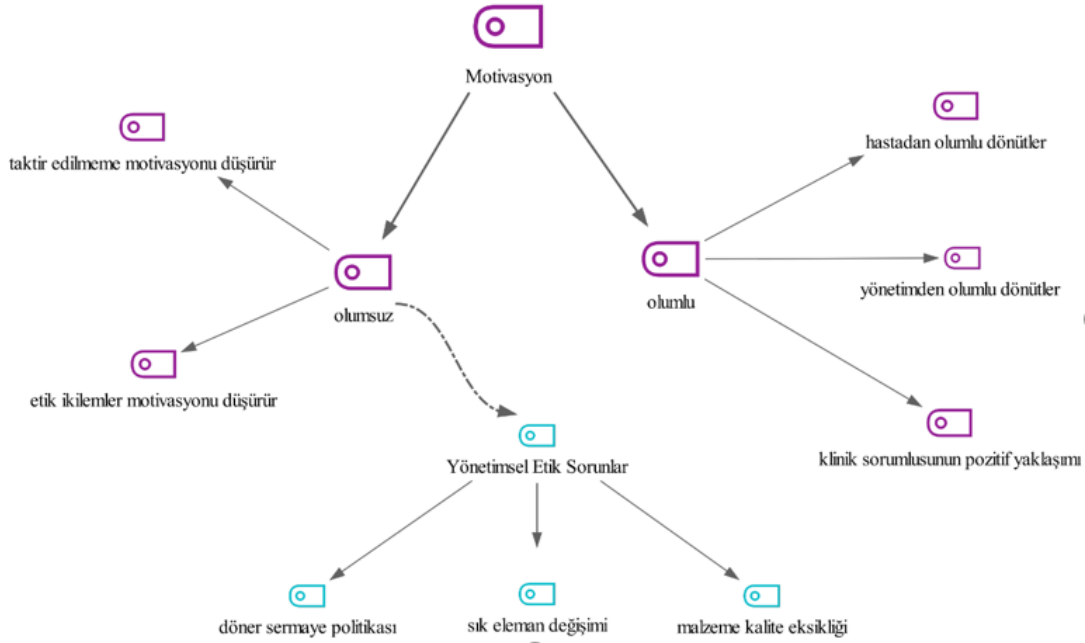 Motivasyon
hastadan olumlu dönütler
taktir edilmeme motivasyonu düşürür
yönetimden olumlu dönütler
olumlu
olumsuz
etik ikilemler motivasyonu düşürür
klinik sorumlusunun pozitif yaklaşımı
Yönetimsel Etik Sorunlar
döner sermaye politikası
sık eleman değişimi
malzeme kalite eksikliği